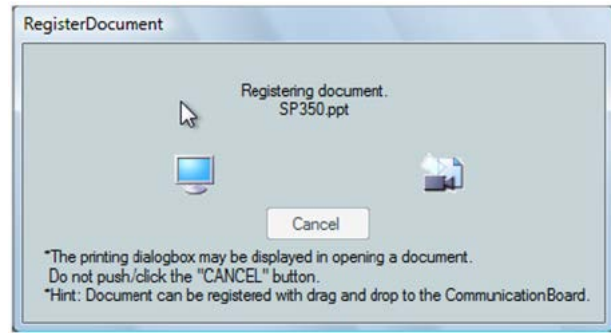 RegisterDocument
Registering document.
SP350.ppt
Cancel
*The printing dialogbox may be displayed in opening a document.
Do not push/click the "CANCEL" button.
*Hint: Document can be registered with drag and drop to the CommunicationBoard.